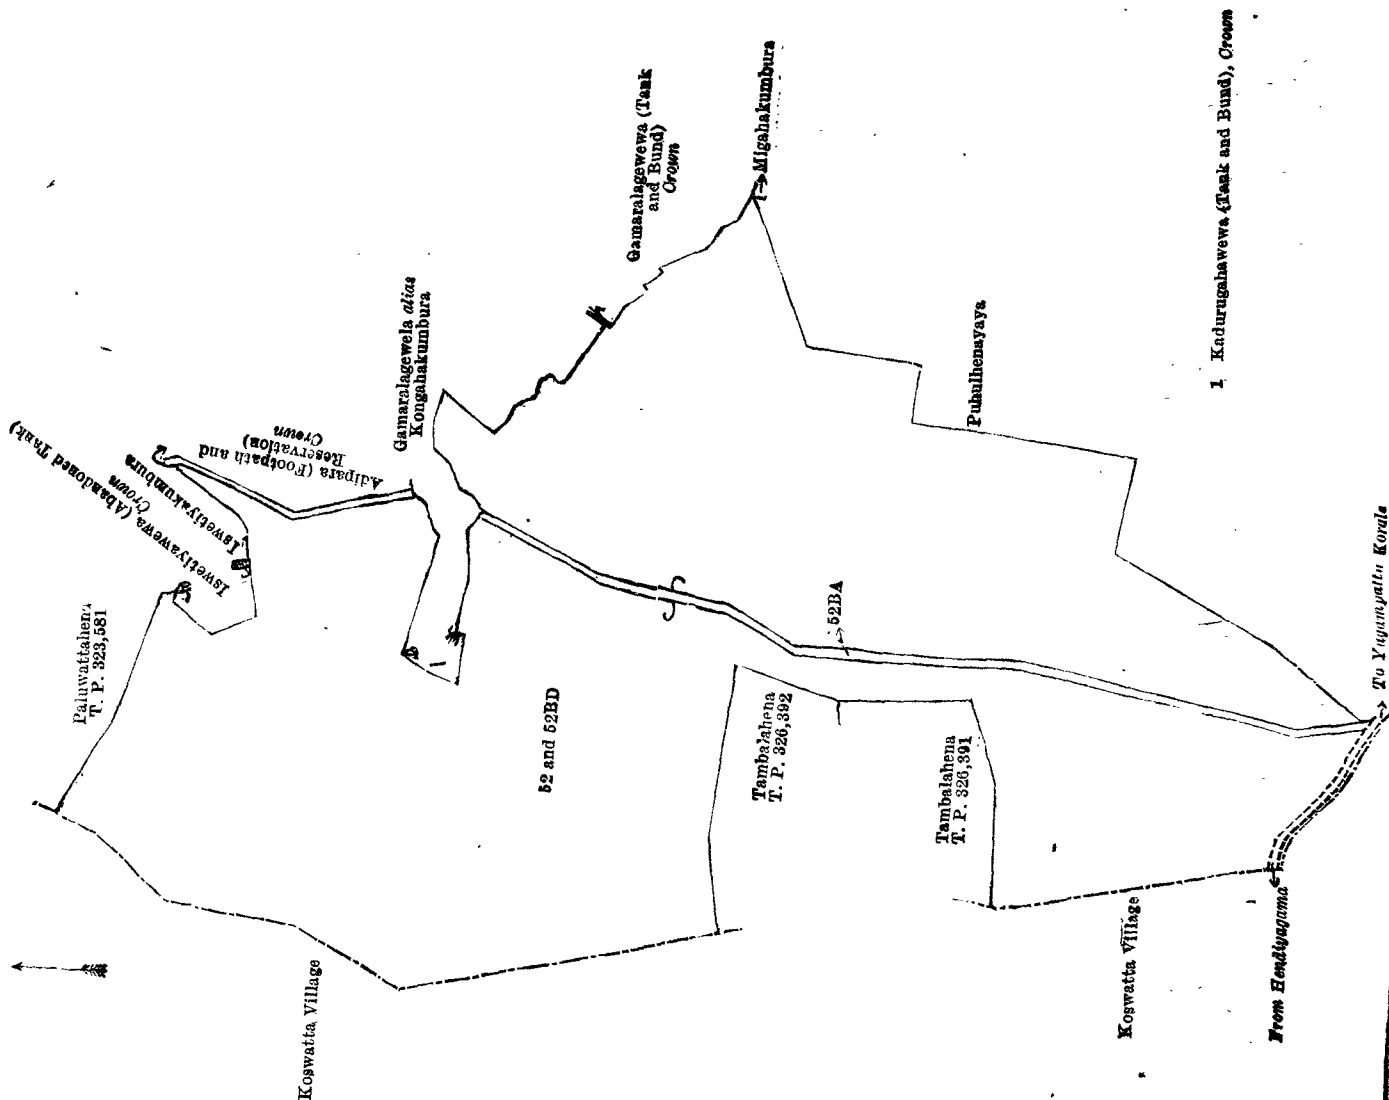 Iswetiyawewa (Abandoned Tank)
Crown
Iswetiyakumbura
Adipara (Footpath and
Reservation)
Crown
Paluwattahena
T. P. 323,581
Gamaralagewela alias
Kongahakumbura
Gamaralagewewa (Tank
and Bund)
Crown
Migahakumbura
1
52 and 52BD
Tambalahena
T. P. 326,392
52BA
Tambalahena
T. P. 326,391
Puhulhenayaya
Koswatta Village
Koswatta Village
From Hendiyagama
To Yagampattu Korale
1 Kadurugahawewa (Tank and Bund), Crown